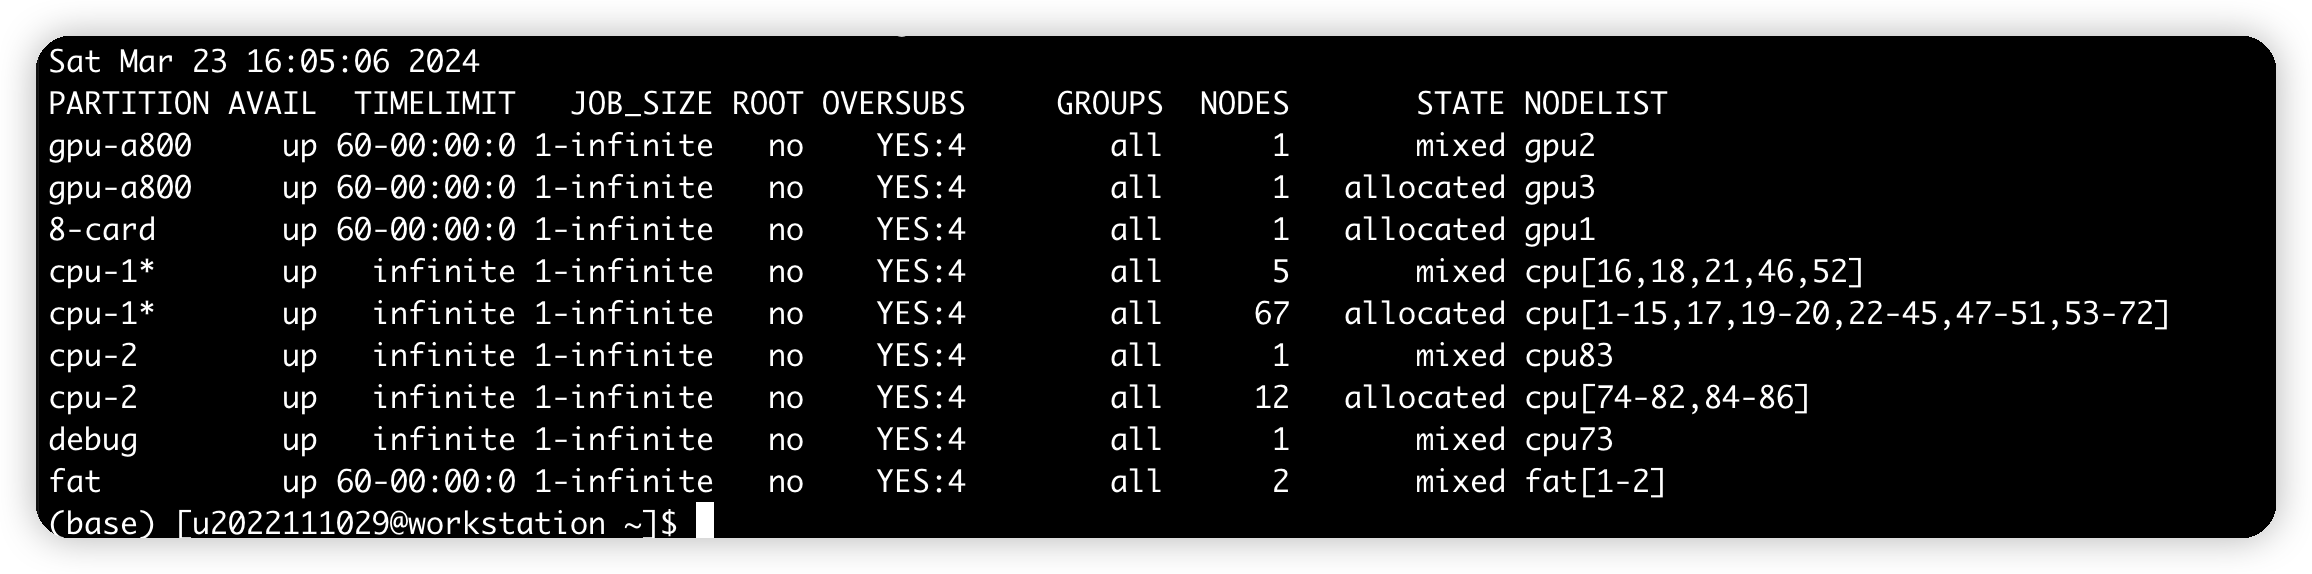 Sat Mar 23 16:05:06 2024
PARTITION AVAIL  TIMELIMIT   JOB_SIZE ROOT OVERSUBS     GROUPS  NODES       STATE NODELIST
gpu-a800     up 60-00:00:0 1-infinite   no    YES:4        all      1       mixed gpu2
gpu-a800     up 60-00:00:0 1-infinite   no    YES:4        all      1   allocated gpu3
8-card       up 60-00:00:0 1-infinite   no    YES:4        all      1   allocated gpu1
cpu-1*       up   infinite 1-infinite   no    YES:4        all      5       mixed cpu[16,18,21,46,52]
cpu-1*       up   infinite 1-infinite   no    YES:4        all     67   allocated cpu[1-15,17,19-20,22-45,47-51,53-72]
cpu-2        up   infinite 1-infinite   no    YES:4        all      1       mixed cpu83
cpu-2        up   infinite 1-infinite   no    YES:4        all     12   allocated cpu[74-82,84-86]
debug        up   infinite 1-infinite   no    YES:4        all      1       mixed cpu73
fat          up 60-00:00:0 1-infinite   no    YES:4        all      2       mixed fat[1-2]
(base) [u2022111029@workstation ~]$